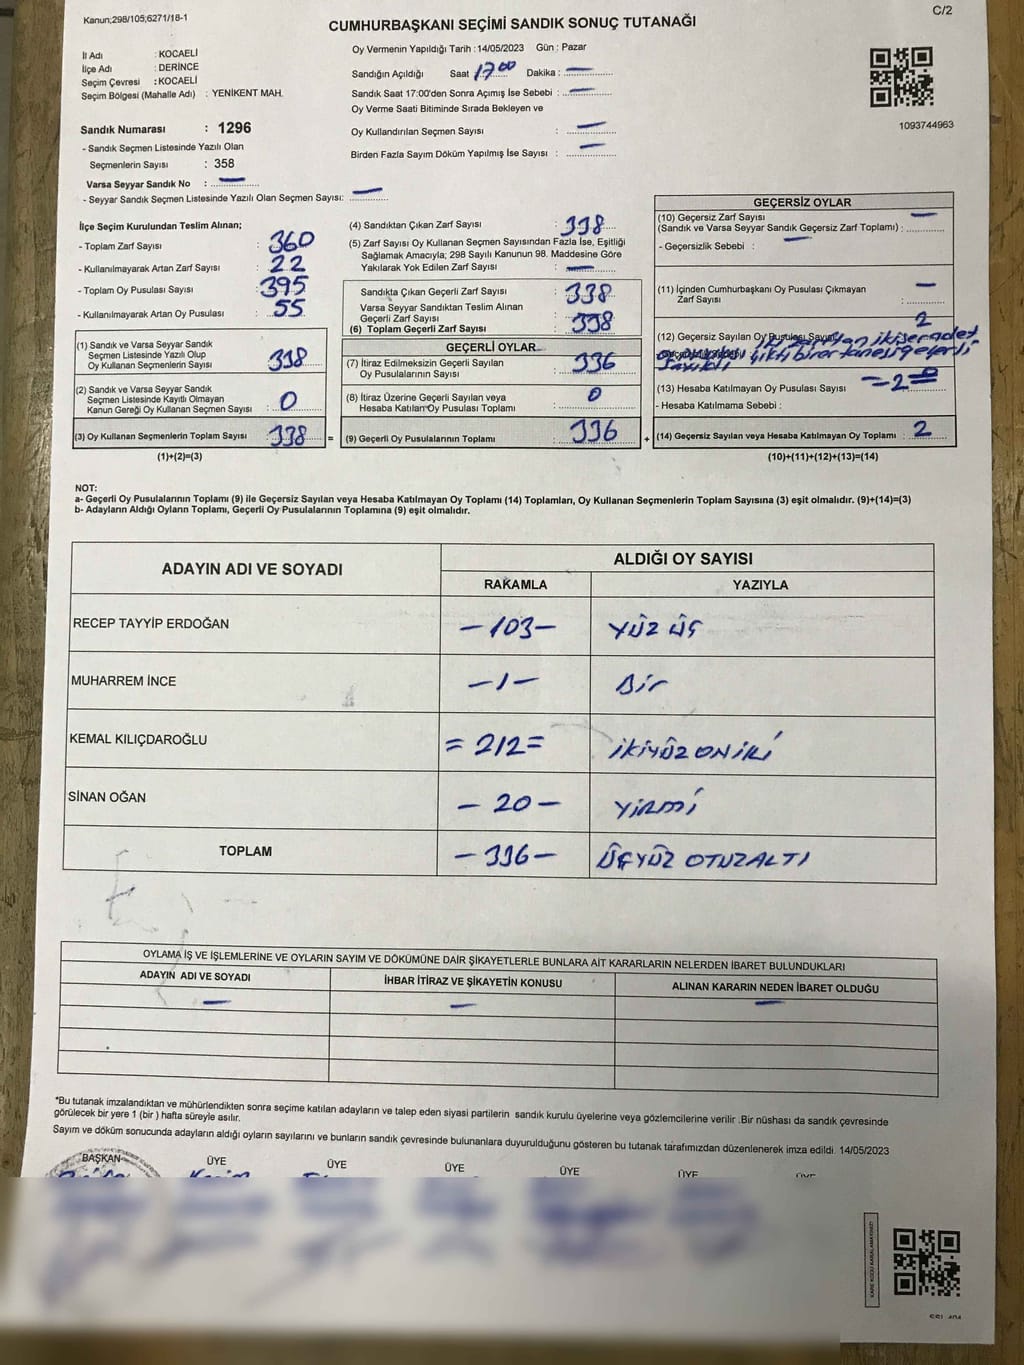 Kanun;298/105;6271/18-1
C/2
CUMHURBAŞKANI SEÇİMİ SANDIK SONUÇ TUTANAĞI
İl Adı : KOCAELİ
İlçe Adı : DERİNCE
Seçim Çevresi : KOCAELİ
Seçim Bölgesi (Mahalle Adı) : YENİKENT MAH.
Oy Vermenin Yapıldığı Tarih : 14/05/2023 Gün : Pazar
Sandığın Açıldığı Saat 17.00 Dakika : —
Sandık Saat 17:00'den Sonra Açımış İse Sebebi : —
Oy Verme Saati Bitiminde Sırada Bekleyen ve
Oy Kullandırılan Seçmen Sayısı : —
Birden Fazla Sayım Döküm Yapılmış İse Sayısı : —
1093744963
Sandık Numarası : 1296
- Sandık Seçmen Listesinde Yazılı Olan
Seçmenlerin Sayısı : 358
Varsa Seyyar Sandık No : —
- Seyyar Sandık Seçmen Listesinde Yazılı Olan Seçmen Sayısı: —
İlçe Seçim Kurulundan Teslim Alınan;
- Toplam Zarf Sayısı : 360
- Kullanılmayarak Artan Zarf Sayısı : 22
- Toplam Oy Pusulası Sayısı : 395
- Kullanılmayarak Artan Oy Pusulası : 55
(1) Sandık ve Varsa Seyyar Sandık
Seçmen Listesinde Yazılı Olup
Oy Kullanan Seçmenlerin Sayısı : 338
(2) Sandık ve Varsa Seyyar Sandık
Seçmen Listesinde Kayıtlı Olmayan
Kanun Gereği Oy Kullanan Seçmen Sayısı : 0
(3) Oy Kullanan Seçmenlerin Toplam Sayısı : 338 =
(1)+(2)=(3)
(4) Sandıktan Çıkan Zarf Sayısı : 338
(5) Zarf Sayısı Oy Kullanan Seçmen Sayısından Fazla İse, Eşitliği
Sağlamak Amacıyla; 298 Sayılı Kanunun 98. Maddesine Göre
Yakılarak Yok Edilen Zarf Sayısı : —
Sandıkta Çıkan Geçerli Zarf Sayısı : 338
Varsa Seyyar Sandıktan Teslim Alınan
Geçerli Zarf Sayısı
(6) Toplam Geçerli Zarf Sayısı : 338
GEÇERLİ OYLAR
(7) İtiraz Edilmeksizin Geçerli Sayılan
Oy Pusulalarının Sayısı : 336
(8) İtiraz Üzerine Geçerli Sayılan veya
Hesaba Katılan Oy Pusulası Toplamı : 0
(9) Geçerli Oy Pusulalarının Toplamı : 336 +
GEÇERSİZ OYLAR
(10) Geçersiz Zarf Sayısı —
(Sandık ve Varsa Seyyar Sandık Geçersiz Zarf Toplamı) :
- Geçersizlik Sebebi : —
(11) İçinden Cumhurbaşkanı Oy Pusulası Çıkmayan —
Zarf Sayısı :
2
(12) Geçersiz Sayılan Oy Pusulası Sayısı iki zarftan ikişer adet
çıktı birer tanesi geçerli
sayıldı
(13) Hesaba Katılmayan Oy Pusulası Sayısı = 2 =
- Hesaba Katılmama Sebebi :
(14) Geçersiz Sayılan veya Hesaba Katılmayan Oy Toplamı : 2
(10)+(11)+(12)+(13)=(14)
NOT:
a- Geçerli Oy Pusulalarının Toplamı (9) ile Geçersiz Sayılan veya Hesaba Katılmayan Oy Toplamı (14) Toplamları, Oy Kullanan Seçmenlerin Toplam Sayısına (3) eşit olmalıdır. (9)+(14)=(3)
b- Adayların Aldığı Oyların Toplamı, Geçerli Oy Pusulalarının Toplamına (9) eşit olmalıdır.
ADAYIN ADI VE SOYADI ALDIĞI OY SAYISI
RAKAMLA YAZIYLA
RECEP TAYYİP ERDOĞAN -103- YÜZ ÜÇ
MUHARREM İNCE -1- Bir
KEMAL KILIÇDAROĞLU =212= İKİYÜZ ON İKİ
SİNAN OĞAN -20- YİRMİ
TOPLAM -336- ÜÇYÜZ OTUZALTI
OYLAMA İŞ VE İŞLEMLERİNE VE OYLARIN SAYIM VE DÖKÜMÜNE DAİR ŞİKAYETLERLE BUNLARA AİT KARARLARIN NELERDEN İBARET BULUNDUKLARI
ADAYIN ADI VE SOYADI İHBAR İTİRAZ VE ŞİKAYETİN KONUSU ALINAN KARARIN NEDEN İBARET OLDUĞU
— — —
*Bu tutanak imzalandıktan ve mühürlendikten sonra seçime katılan adayların ve talep eden siyasi partilerin sandık kurulu üyelerine veya gözlemcilerine verilir .Bir nüshası da sandık çevresinde
görülecek bir yere 1 (bir ) hafta süreyle asılır.
Sayım ve döküm sonucunda adayların aldığı oyların sayılarını ve bunların sandık çevresinde bulunanlara duyurulduğunu gösteren bu tutanak tarafımızdan düzenlenerek imza edildi. 14/05/2023
BAŞKAN ÜYE ÜYE ÜYE ÜYE ÜYE ÜYE